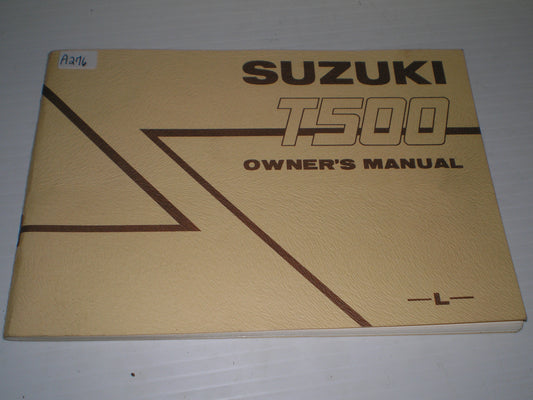 A276
SUZUKI
T500
OWNER'S MANUAL
—L—